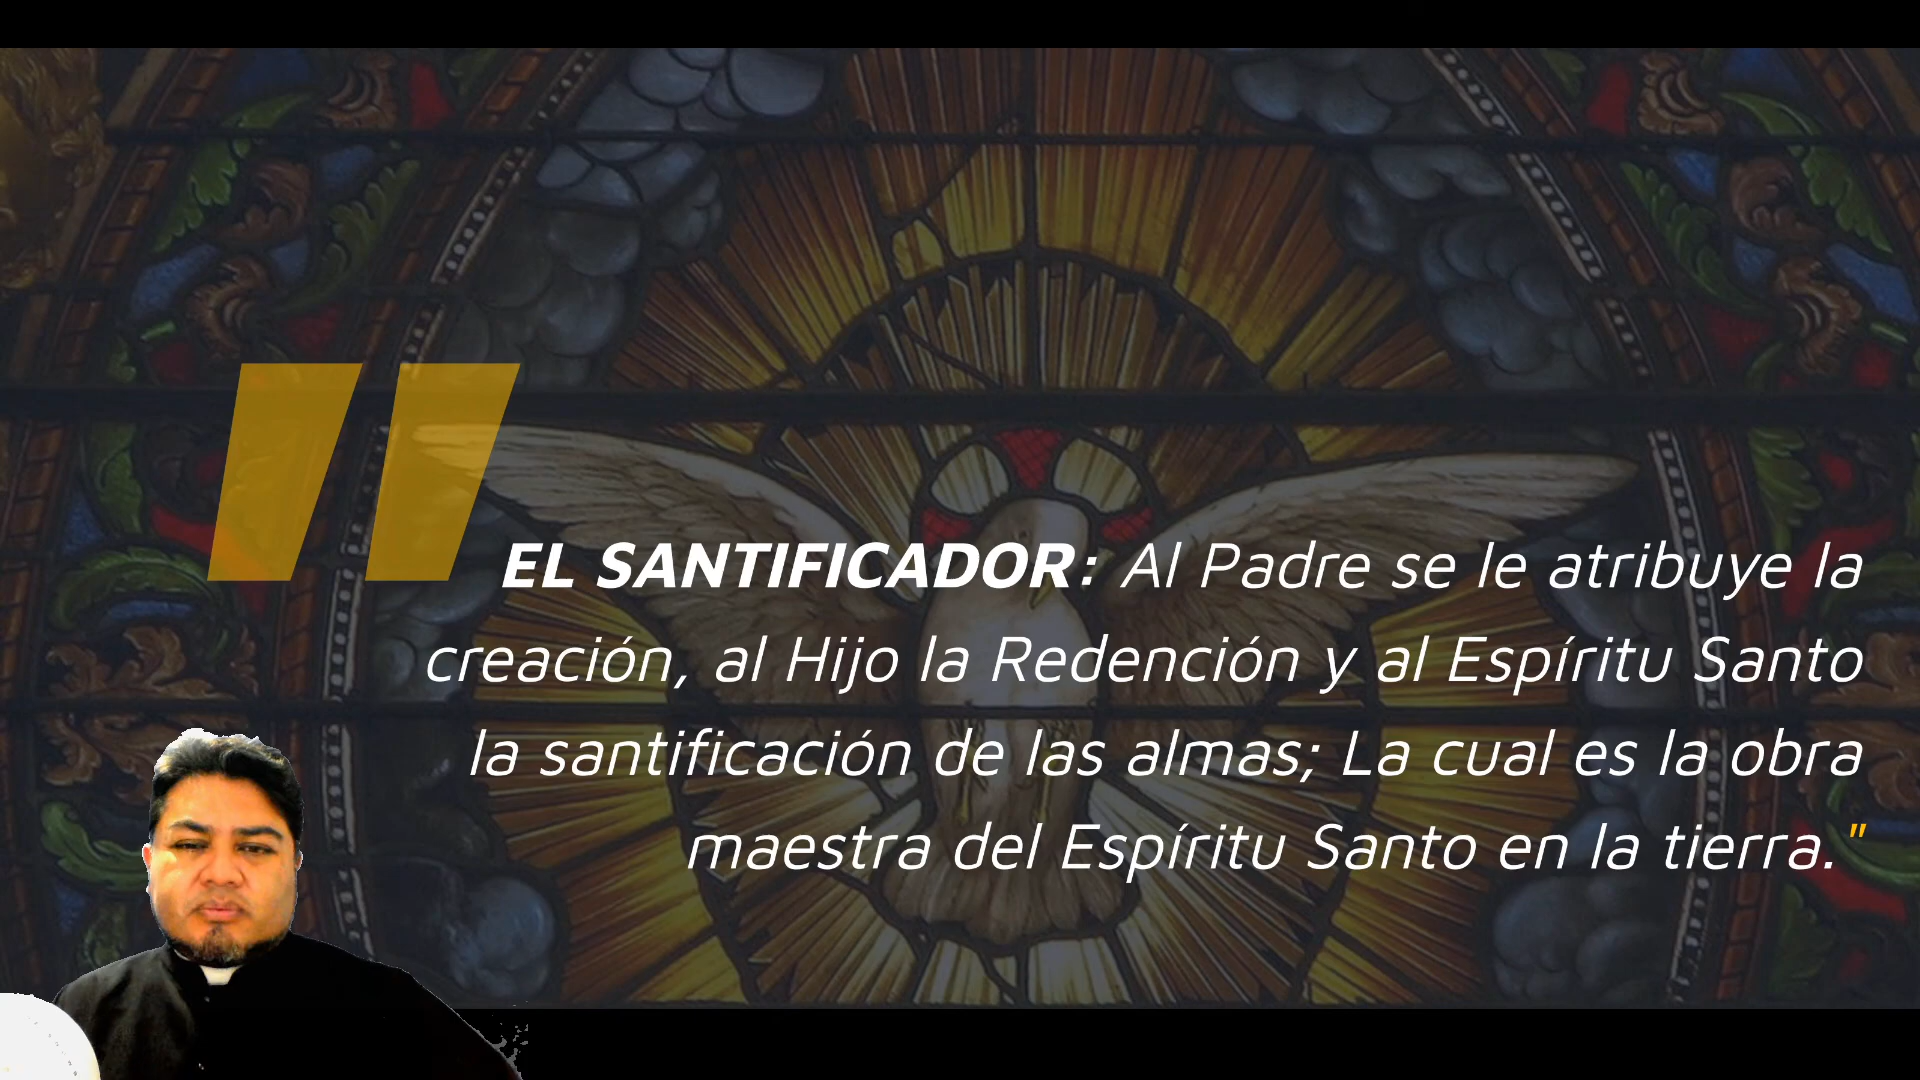 EL SANTIFICADOR: Al Padre se le atribuye la
creación, al Hijo la Redención y al Espíritu Santo
la santificación de las almas; La cual es la obra
maestra del Espíritu Santo en la tierra."